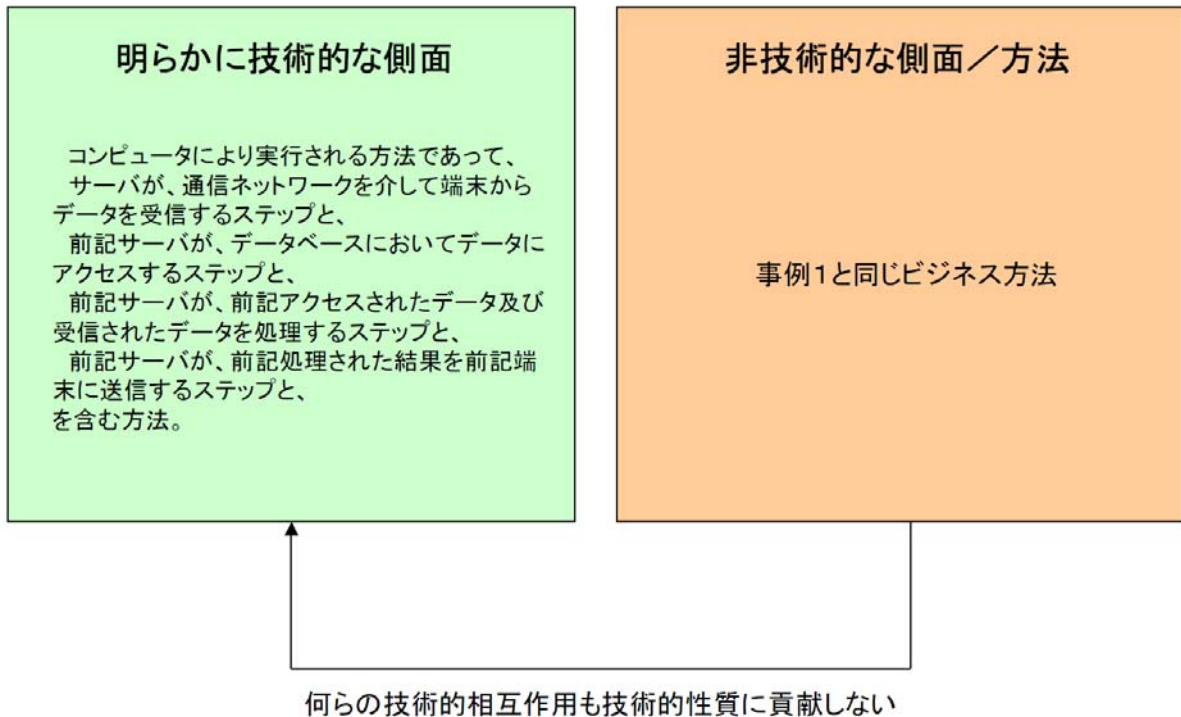 明らかに技術的な側面
コンピュータにより実行される方法であって、
サーバが、通信ネットワークを介して端末から
データを受信するステップと、
前記サーバが、データベースにおいてデータに
アクセスするステップと、
前記サーバが、前記アクセスされたデータ及び
受信されたデータを処理するステップと、
前記サーバが、前記処理された結果を前記端
末に送信するステップと、
を含む方法。
非技術的な側面／方法
事例1と同じビジネス方法
何らの技術的相互作用も技術的性質に貢献しない